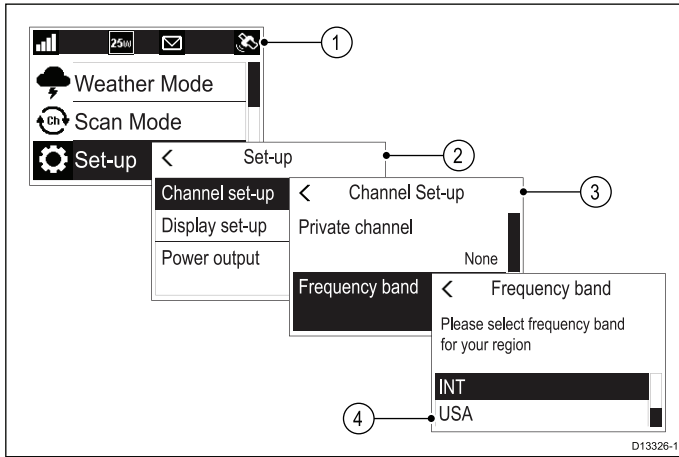 25W
1
Weather Mode
Ch
Scan Mode
Set-up
< Set-up
2
Channel set-up
Display set-up
Power output
< Channel Set-up
3
Private channel
None
Frequency band
< Frequency band
Please select frequency band
for your region
INT
USA
4
D13326-1